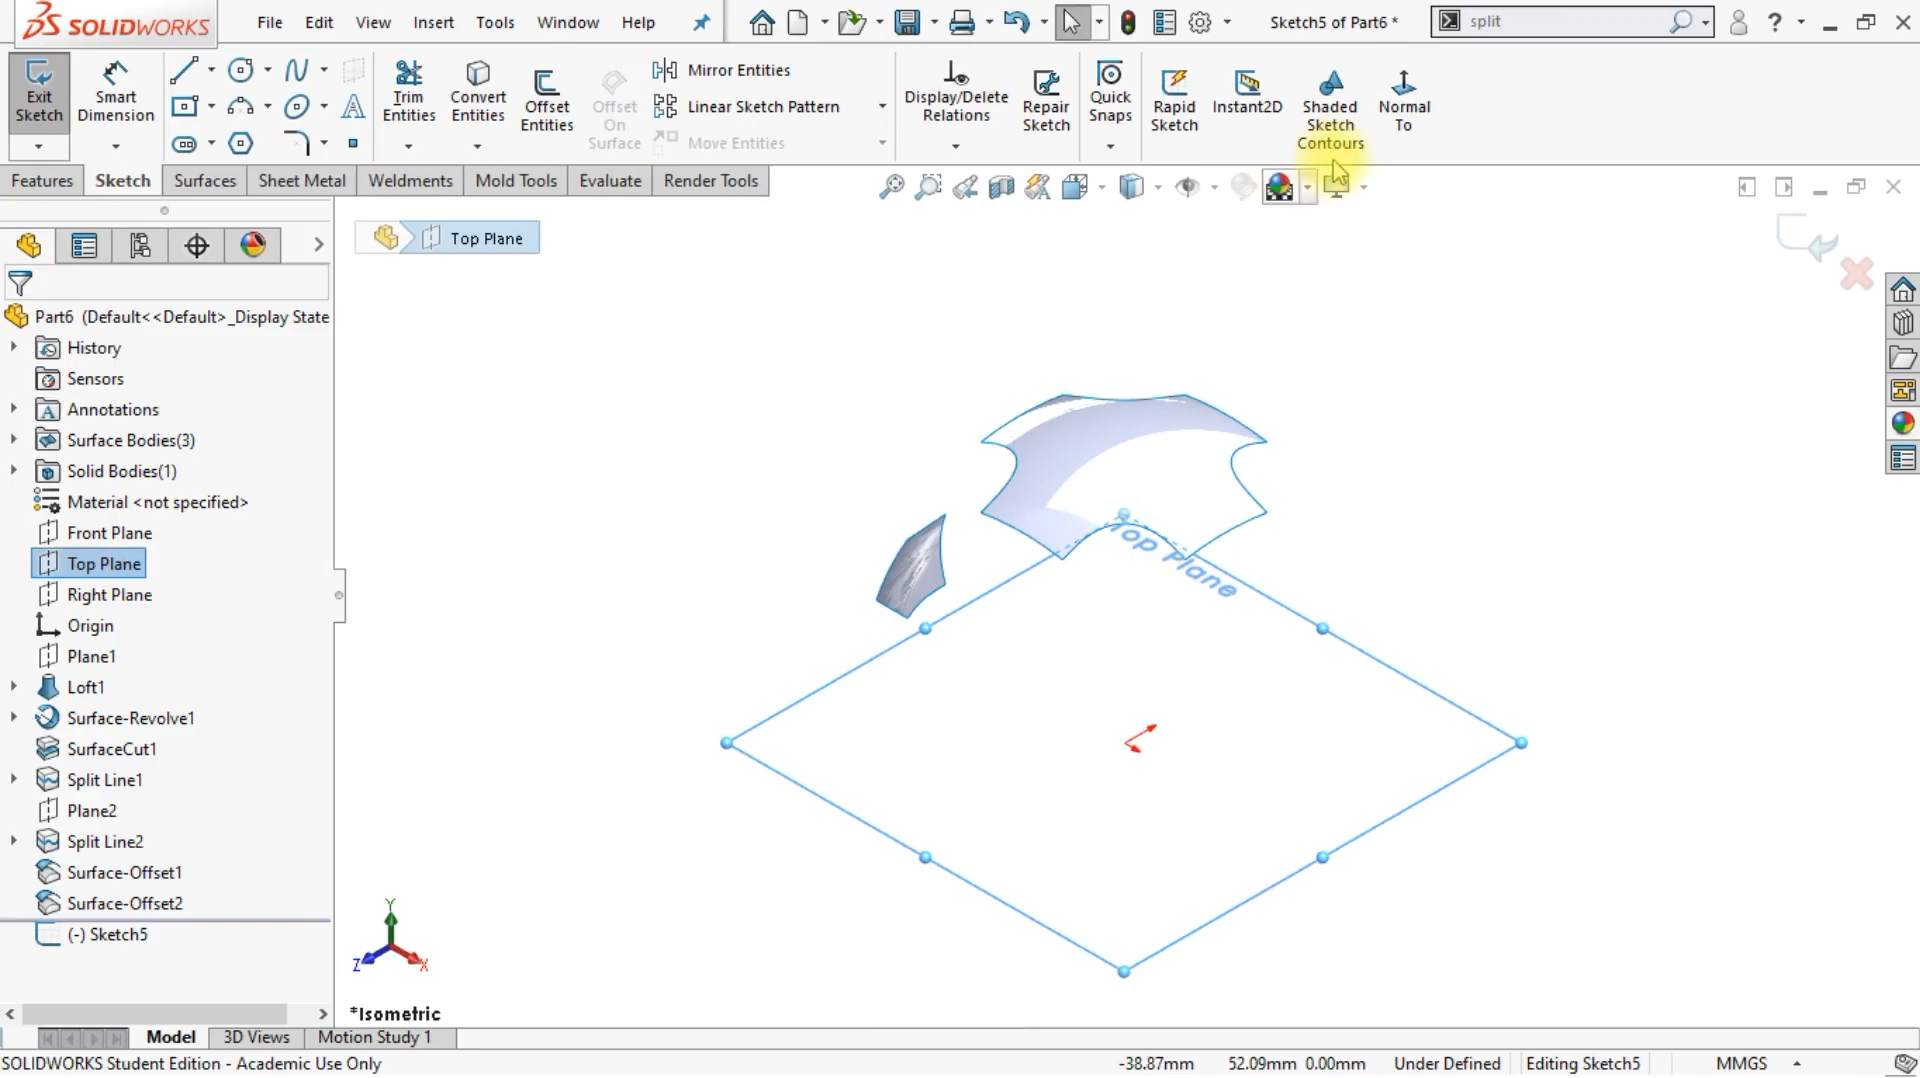 SOLIDWORKS
File Edit View Insert Tools Window Help
Sketch5 of Part6 *
split
Exit Sketch
Smart Dimension
Trim Entities
Convert Entities
Offset Entities
Offset On Surface
Mirror Entities
Linear Sketch Pattern
Move Entities
Display/Delete Relations
Repair Sketch
Quick Snaps
Rapid Sketch
Instant2D
Shaded Sketch Contours
Normal To
Features Sketch Surfaces Sheet Metal Weldments Mold Tools Evaluate Render Tools
Top Plane
Part6 (Default<<Default>_Display State
History
Sensors
Annotations
Surface Bodies(3)
Solid Bodies(1)
Material <not specified>
Front Plane
Top Plane
Right Plane
Origin
Plane1
Loft1
Surface-Revolve1
SurfaceCut1
Split Line1
Plane2
Split Line2
Surface-Offset1
Surface-Offset2
(-) Sketch5
Top Plane
Y
Z
X
*Isometric
Model 3D Views Motion Study 1
SOLIDWORKS Student Edition - Academic Use Only
-38.87mm 52.09mm 0.00mm Under Defined Editing Sketch5 MMGS